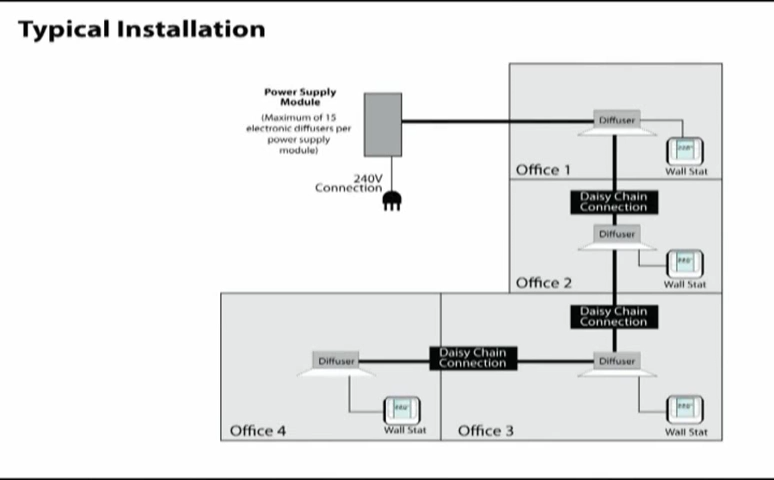 Typical Installation
Power Supply
Module
(Maximum of 15
electronic diffusers per
power supply
module)
240V
Connection
Diffuser
Wall Stat
Office 1
Daisy Chain
Connection
Diffuser
Wall Stat
Office 2
Daisy Chain
Connection
Diffuser
Daisy Chain
Connection
Diffuser
Wall Stat
Office 4
Office 3
Wall Stat